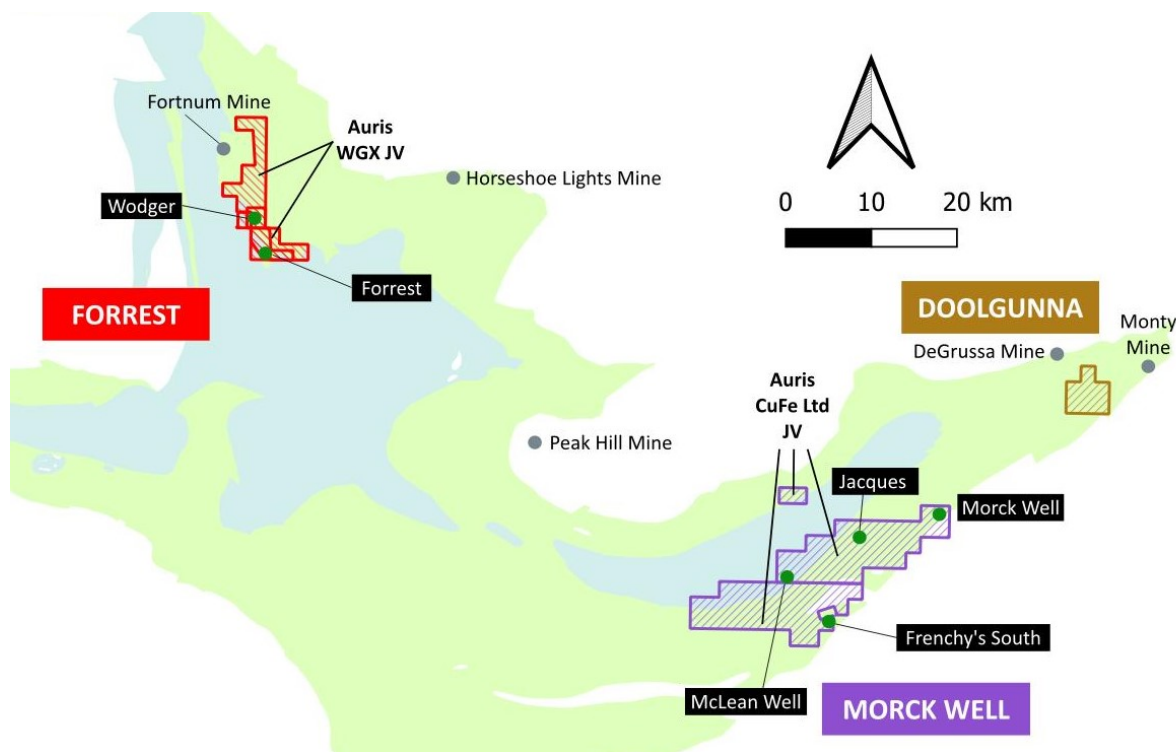 Fortnum Mine
Auris
WGX JV
Horseshoe Lights Mine
Wodger
Forrest
FORREST
0 10 20 km
DOOLGUNNA
DeGrussa Mine
Monty
Mine
Auris
CuFe Ltd
JV
Peak Hill Mine
Jacques
Morck Well
Frenchy's South
McLean Well
MORCK WELL